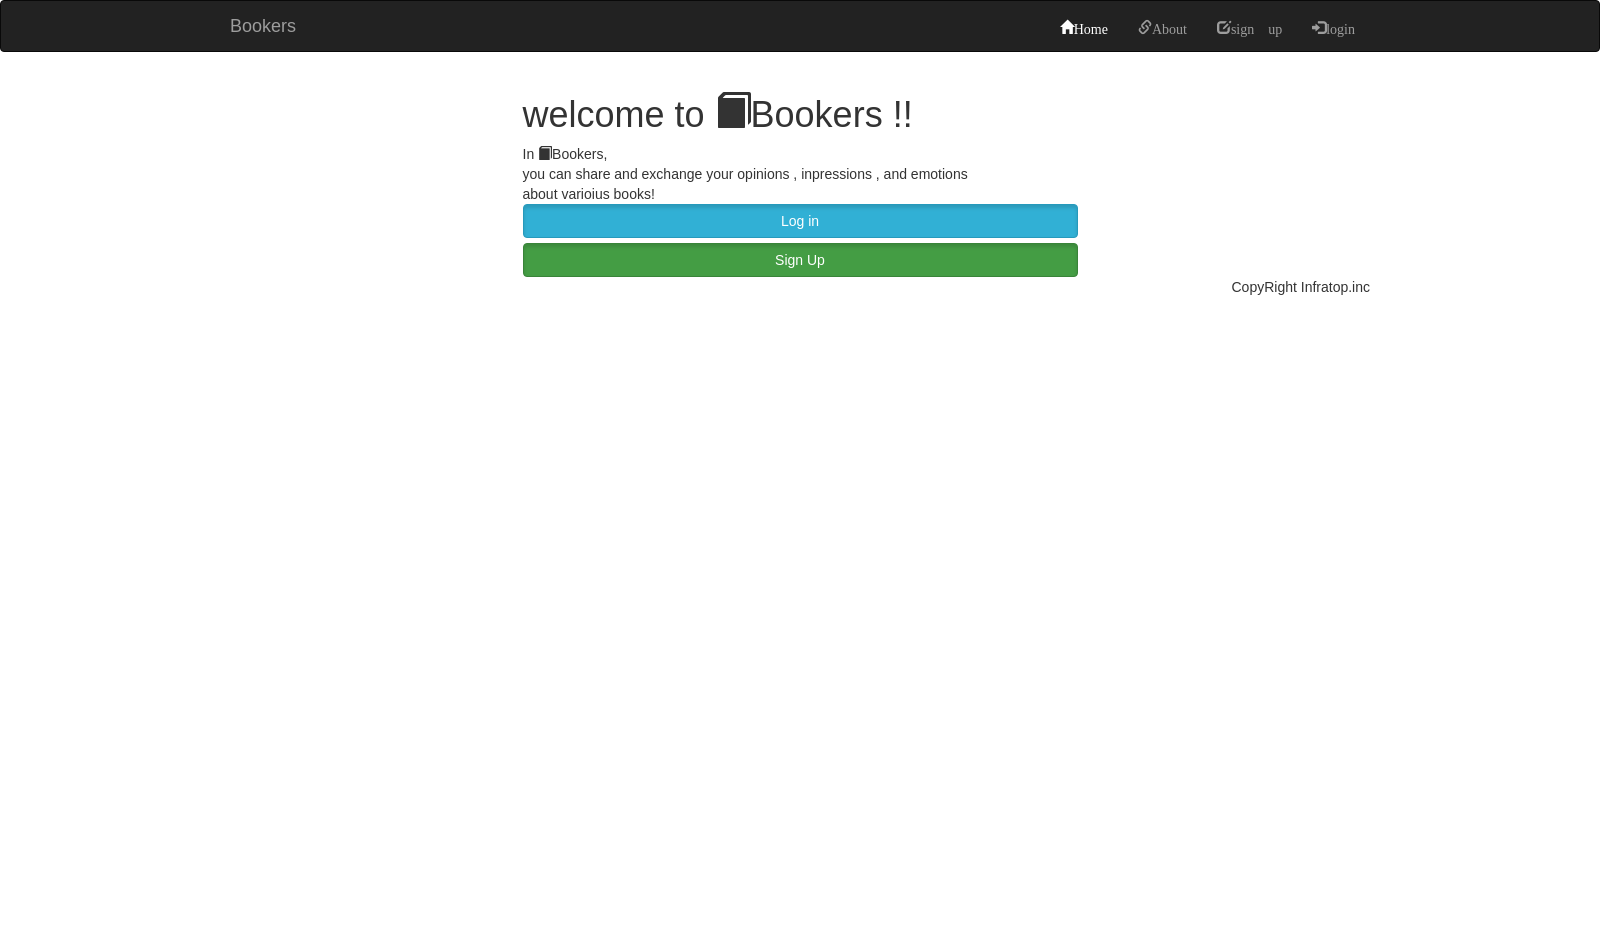 Bookers
Home
About
sign up
login
welcome to Bookers !!
In Bookers,
you can share and exchange your opinions , inpressions , and emotions
about varioius books!
Log in
Sign Up
CopyRight Infratop.inc